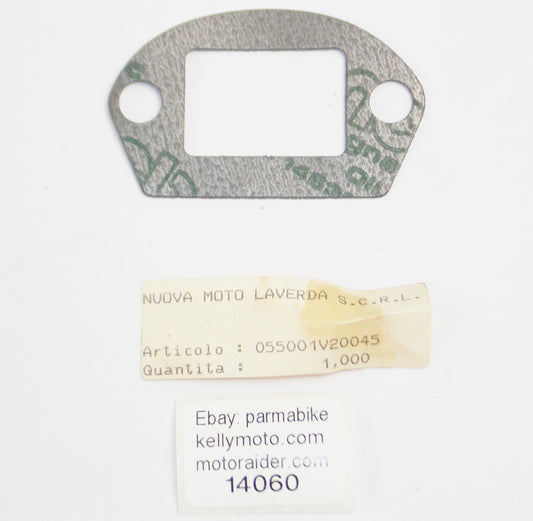 NUOVA MOTO LAVERDA S.c.R.L.
Articolo : 055001V20045
Quantita : 1,000
Ebay: parmabike
kellymoto.com
motoraider.com
14060